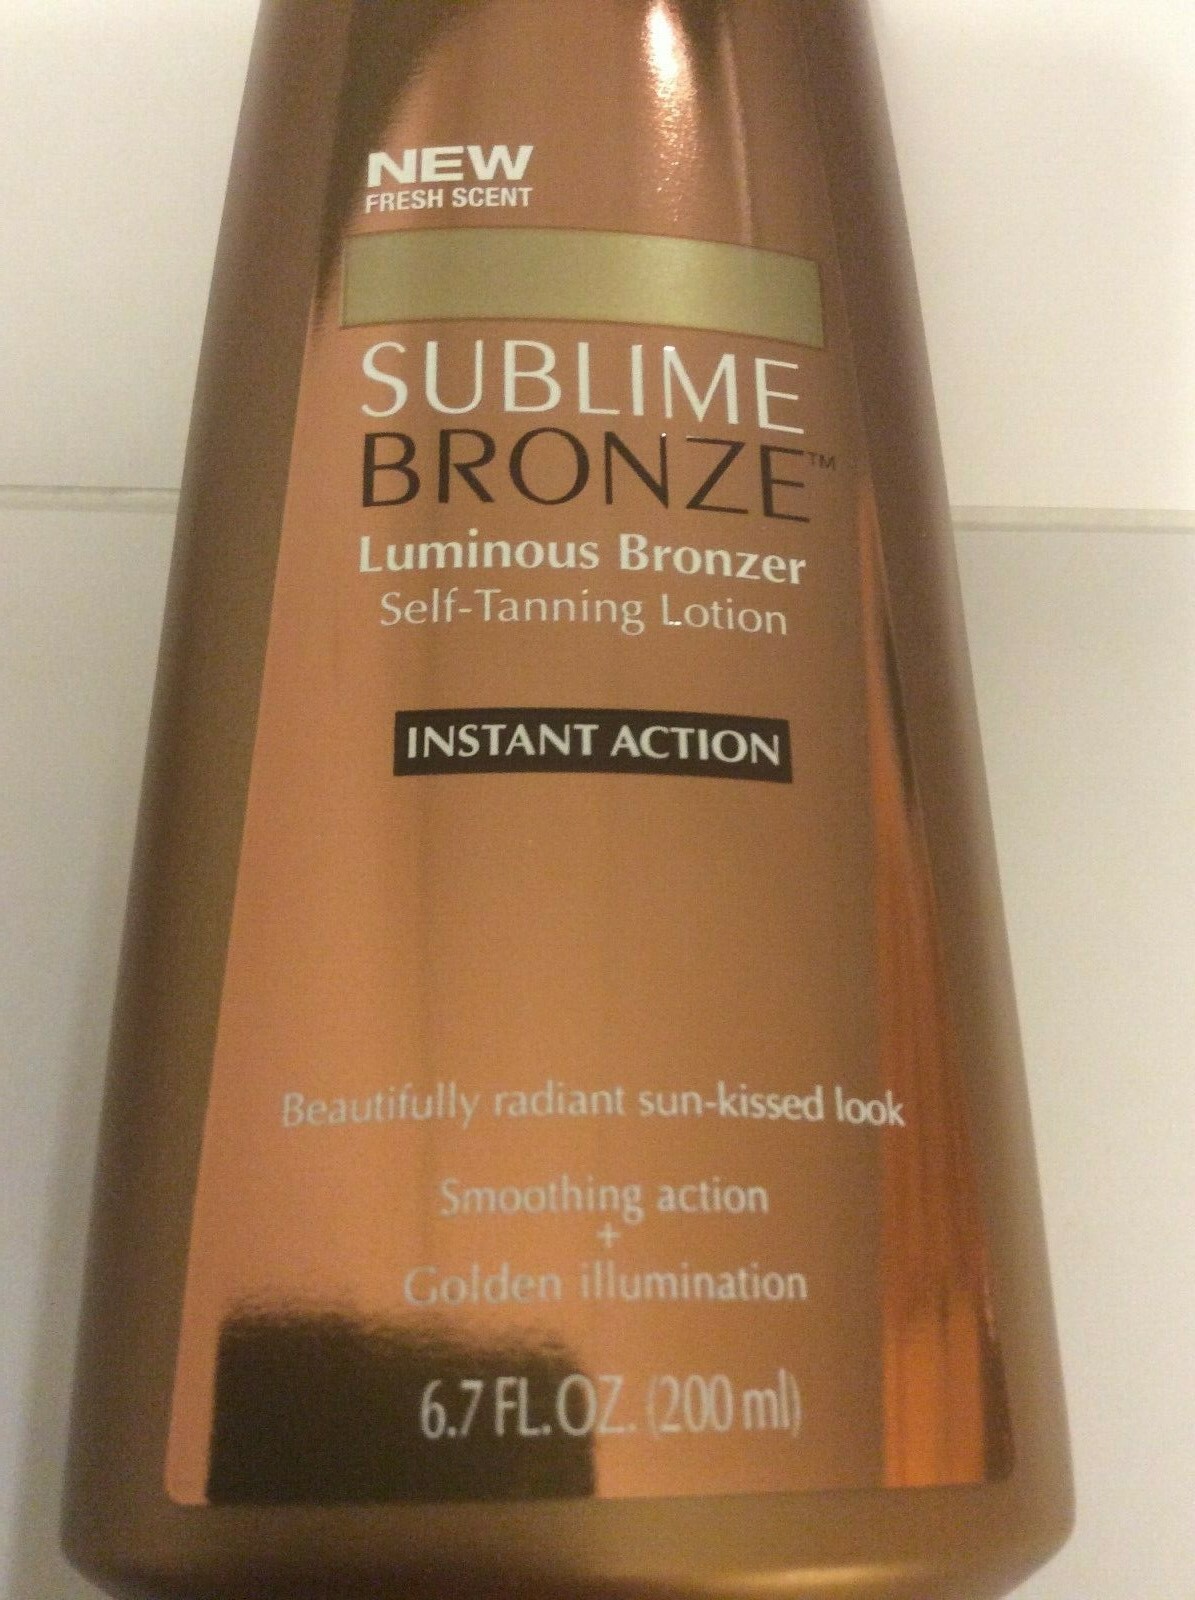 NEW
FRESH SCENT
SUBLIME
BRONZE™
Luminous Bronzer
Self-Tanning Lotion
INSTANT ACTION
Beautifully radiant sun-kissed look
Smoothing action
+
Golden illumination
6.7 FL. OZ. (200 ml)